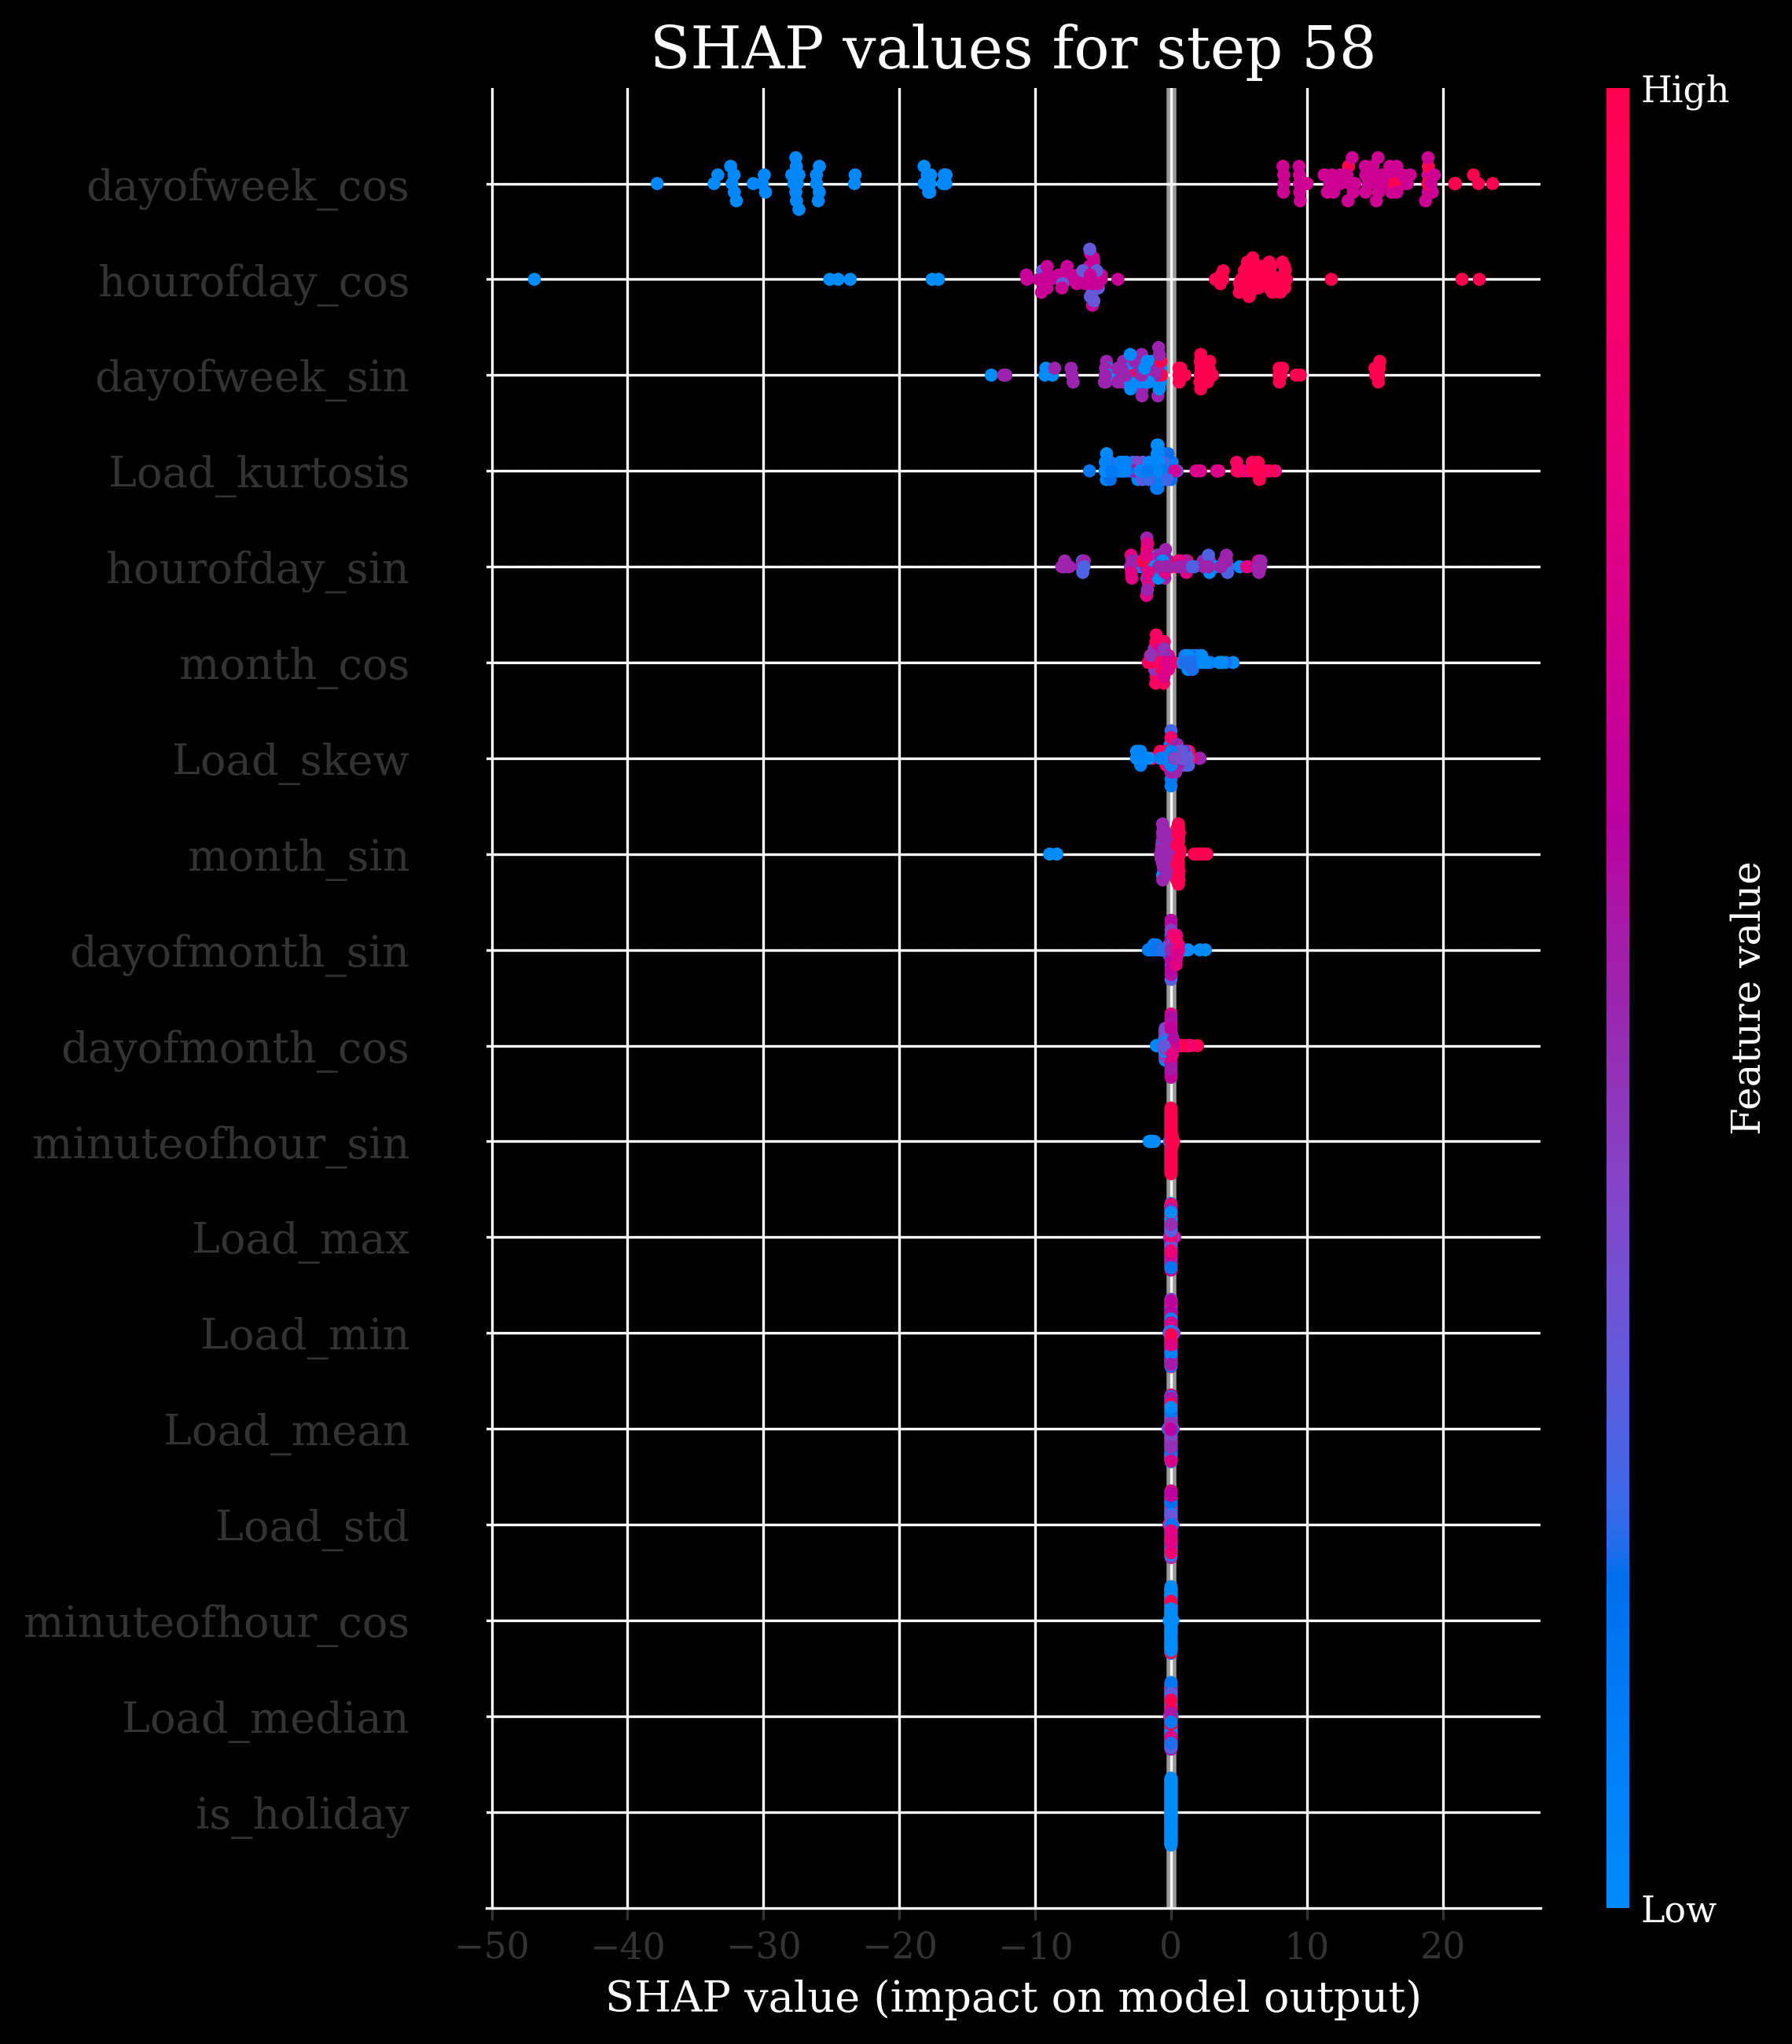 SHAP values for step 58
High
dayofweek_cos
hourofday_cos
dayofweek_sin
Load_kurtosis
hourofday_sin
month_cos
Load_skew
month_sin
dayofmonth_sin
dayofmonth_cos
minuteofhour_sin
Load_max
Load_min
Load_mean
Load_std
minuteofhour_cos
Load_median
is_holiday
Feature value
Low
−50 −40 −30 −20 −10 0 10 20
SHAP value (impact on model output)